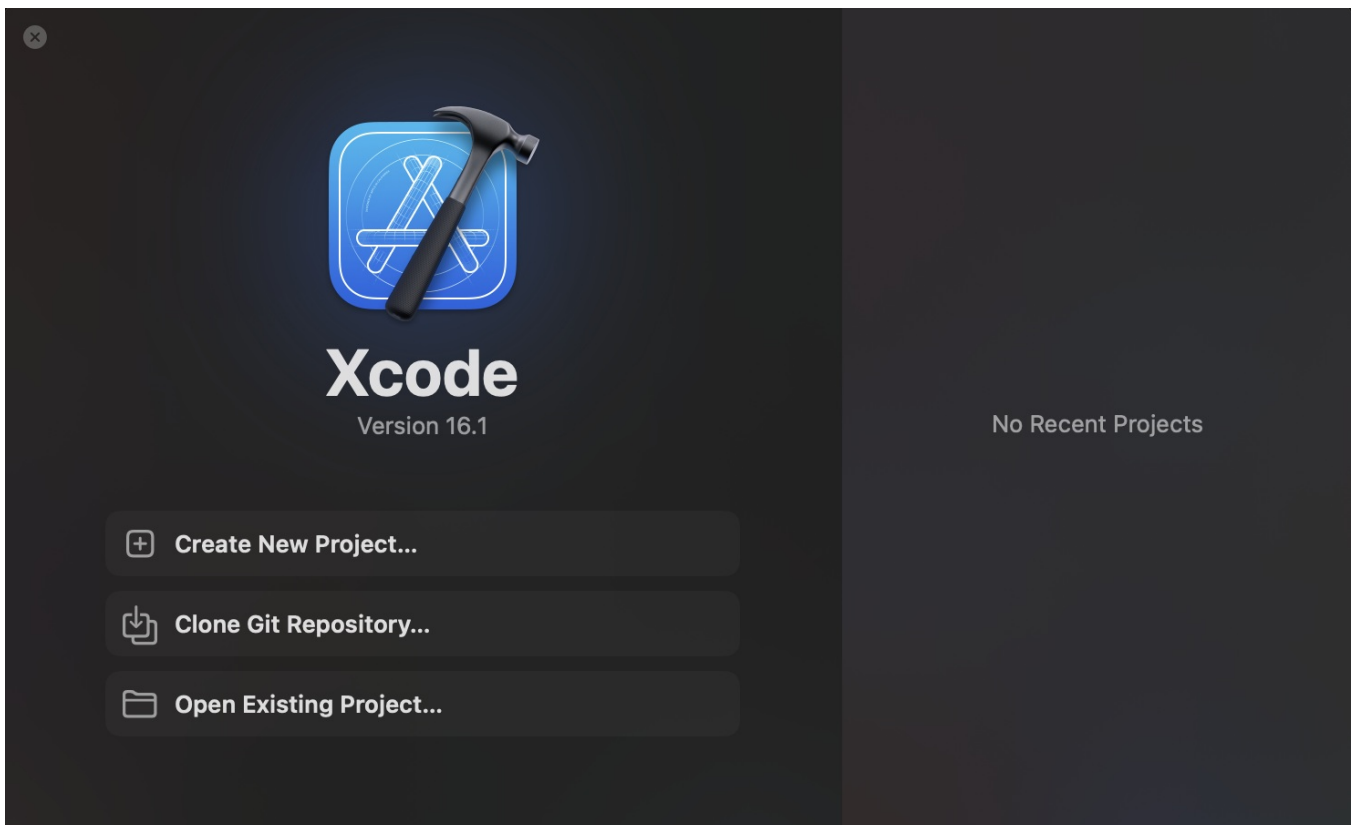 Xcode
Version 16.1
No Recent Projects
Create New Project...
Clone Git Repository...
Open Existing Project...